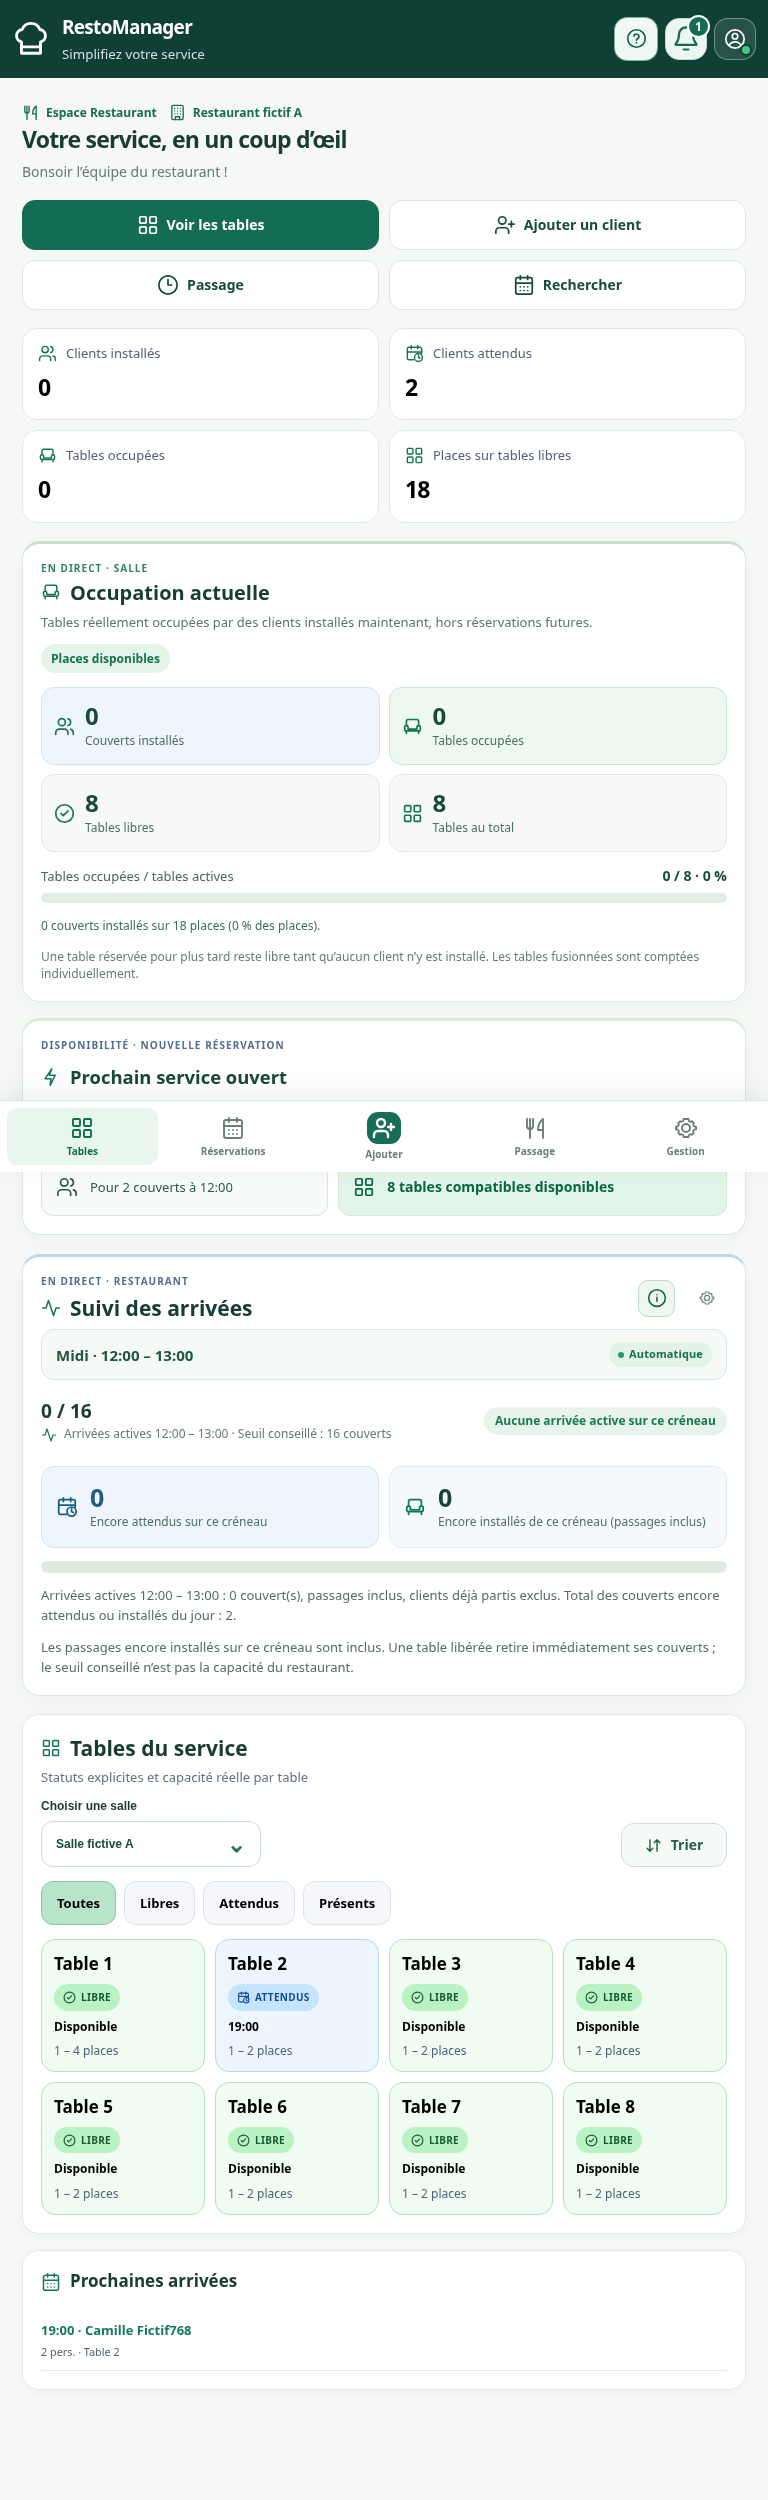 RestoManager
Simplifiez votre service
1
Espace Restaurant Restaurant fictif A
Votre service, en un coup d’œil
Bonsoir l’équipe du restaurant !
Voir les tables
Ajouter un client
Passage
Rechercher
Clients installés
0
Clients attendus
2
Tables occupées
0
Places sur tables libres
18
EN DIRECT · SALLE
Occupation actuelle
Tables réellement occupées par des clients installés maintenant, hors réservations futures.
Places disponibles
0
Couverts installés
0
Tables occupées
8
Tables libres
8
Tables au total
Tables occupées / tables actives
0 / 8 · 0 %
0 couverts installés sur 18 places (0 % des places).
Une table réservée pour plus tard reste libre tant qu’aucun client n’y est installé. Les tables fusionnées sont comptées
individuellement.
DISPONIBILITÉ · NOUVELLE RÉSERVATION
Prochain service ouvert
Tables
Réservations
Ajouter
Passage
Gestion
Pour 2 couverts à 12:00
8 tables compatibles disponibles
EN DIRECT · RESTAURANT
Suivi des arrivées
Midi · 12:00 – 13:00
Automatique
0 / 16
Arrivées actives 12:00 – 13:00 · Seuil conseillé : 16 couverts
Aucune arrivée active sur ce créneau
0
Encore attendus sur ce créneau
0
Encore installés de ce créneau (passages inclus)
Arrivées actives 12:00 – 13:00 : 0 couvert(s), passages inclus, clients déjà partis exclus. Total des couverts encore
attendus ou installés du jour : 2.
Les passages encore installés sur ce créneau sont inclus. Une table libérée retire immédiatement ses couverts ;
le seuil conseillé n’est pas la capacité du restaurant.
Tables du service
Statuts explicites et capacité réelle par table
Choisir une salle
Salle fictive A
Trier
Toutes
Libres
Attendus
Présents
Table 1
LIBRE
Disponible
1 – 4 places
Table 2
ATTENDUS
19:00
1 – 2 places
Table 3
LIBRE
Disponible
1 – 2 places
Table 4
LIBRE
Disponible
1 – 2 places
Table 5
LIBRE
Disponible
1 – 2 places
Table 6
LIBRE
Disponible
1 – 2 places
Table 7
LIBRE
Disponible
1 – 2 places
Table 8
LIBRE
Disponible
1 – 2 places
Prochaines arrivées
19:00 · Camille Fictif768
2 pers. · Table 2